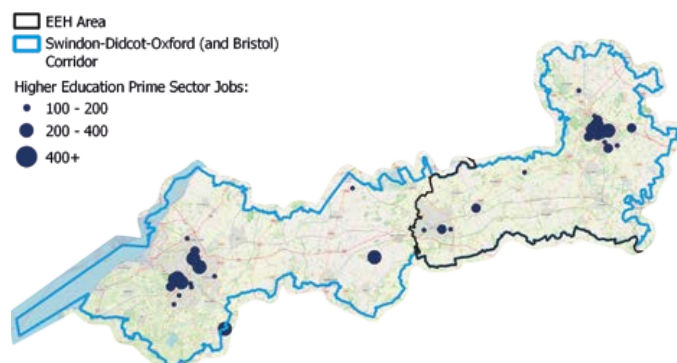 EEH Area
Swindon-Didcot-Oxford (and Bristol)
Corridor
Higher Education Prime Sector Jobs:
100 - 200
200 - 400
400+